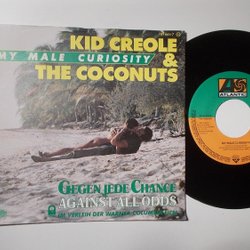 KID CREOLE &
MY MALE CURIOSITY
THE COCONUTS
GEGEN JEDE CHANCE
AGAINST ALL ODDS
IM VERLEIH DER WARNER-COLUMBIA
ATLANTIC